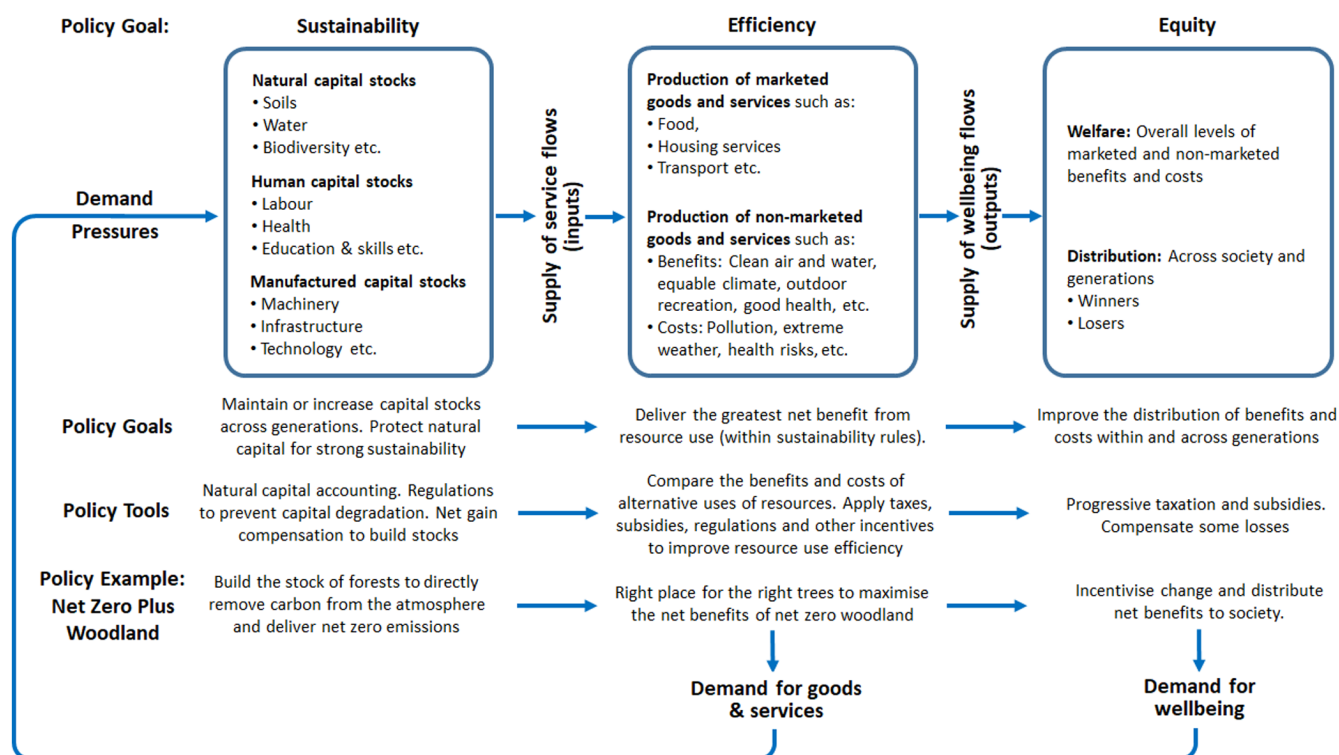 Policy Goal:
Sustainability
Efficiency
Equity
Natural capital stocks
• Soils
• Water
• Biodiversity etc.
Human capital stocks
• Labour
• Health
• Education & skills etc.
Manufactured capital stocks
• Machinery
• Infrastructure
• Technology etc.
Demand
Pressures
Supply of service flows
(inputs)
Production of marketed
goods and services such as:
• Food,
• Housing services
• Transport etc.
Production of non-marketed
goods and services such as:
• Benefits: Clean air and water,
equable climate, outdoor
recreation, good health, etc.
• Costs: Pollution, extreme
weather, health risks, etc.
Supply of wellbeing flows
(outputs)
Welfare: Overall levels of
marketed and non-marketed
benefits and costs
Distribution: Across society and
generations
• Winners
• Losers
Policy Goals
Maintain or increase capital stocks
across generations. Protect natural
capital for strong sustainability
Deliver the greatest net benefit from
resource use (within sustainability rules).
Improve the distribution of benefits and
costs within and across generations
Policy Tools
Natural capital accounting. Regulations
to prevent capital degradation. Net gain
compensation to build stocks
Compare the benefits and costs of
alternative uses of resources. Apply taxes,
subsidies, regulations and other incentives
to improve resource use efficiency
Progressive taxation and subsidies.
Compensate some losses
Policy Example:
Net Zero Plus
Woodland
Build the stock of forests to directly
remove carbon from the atmosphere
and deliver net zero emissions
Right place for the right trees to maximise
the net benefits of net zero woodland
Incentivise change and distribute
net benefits to society.
Demand for goods
& services
Demand for
wellbeing